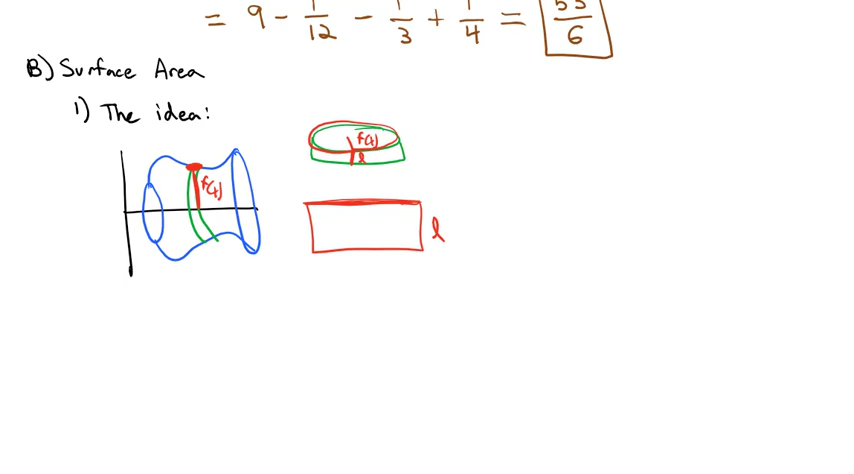 = 9 - 1/12 - 1/3 + 1/4 = 53/6
B) Surface Area
1) The idea:
f(t)
l
f(t)
l